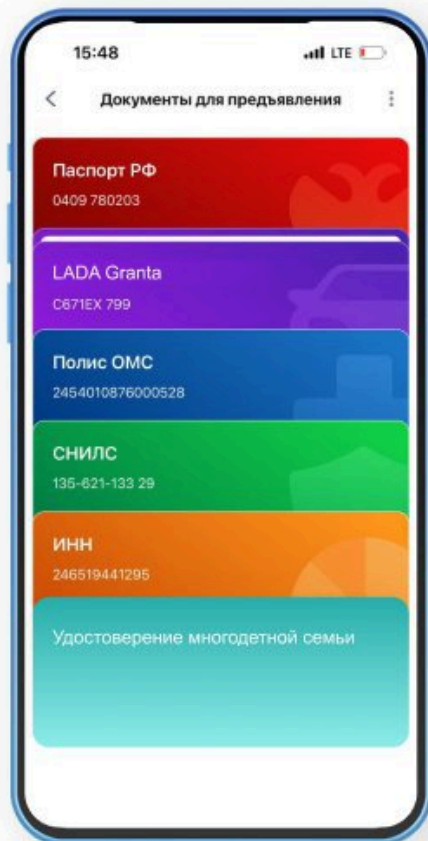 15:48
LTE
Документы для предъявления
Паспорт РФ
0409 780203
LADA Granta
С671ЕХ 799
Полис ОМС
2454010876000528
СНИЛС
135-621-133 29
ИНН
246519441295
Удостоверение многодетной семьи